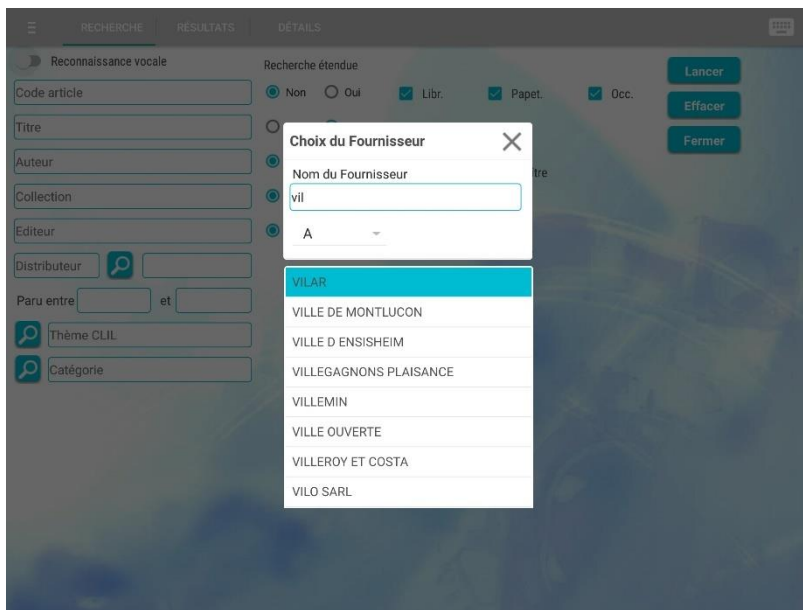 RECHERCHE RÉSULTATS DÉTAILS
Reconnaissance vocale
Recherche étendue
Code article
Non Oui Libr. Papet. Occ.
Lancer
Titre
Effacer
Auteur
Fermer
Collection
Editeur
Distributeur
Paru entre et
Thème CLIL
Catégorie
Choix du Fournisseur
Nom du Fournisseur
tre
vil
A
VILAR
VILLE DE MONTLUCON
VILLE D ENSISHEIM
VILLEGAGNONS PLAISANCE
VILLEMIN
VILLE OUVERTE
VILLEROY ET COSTA
VILO SARL